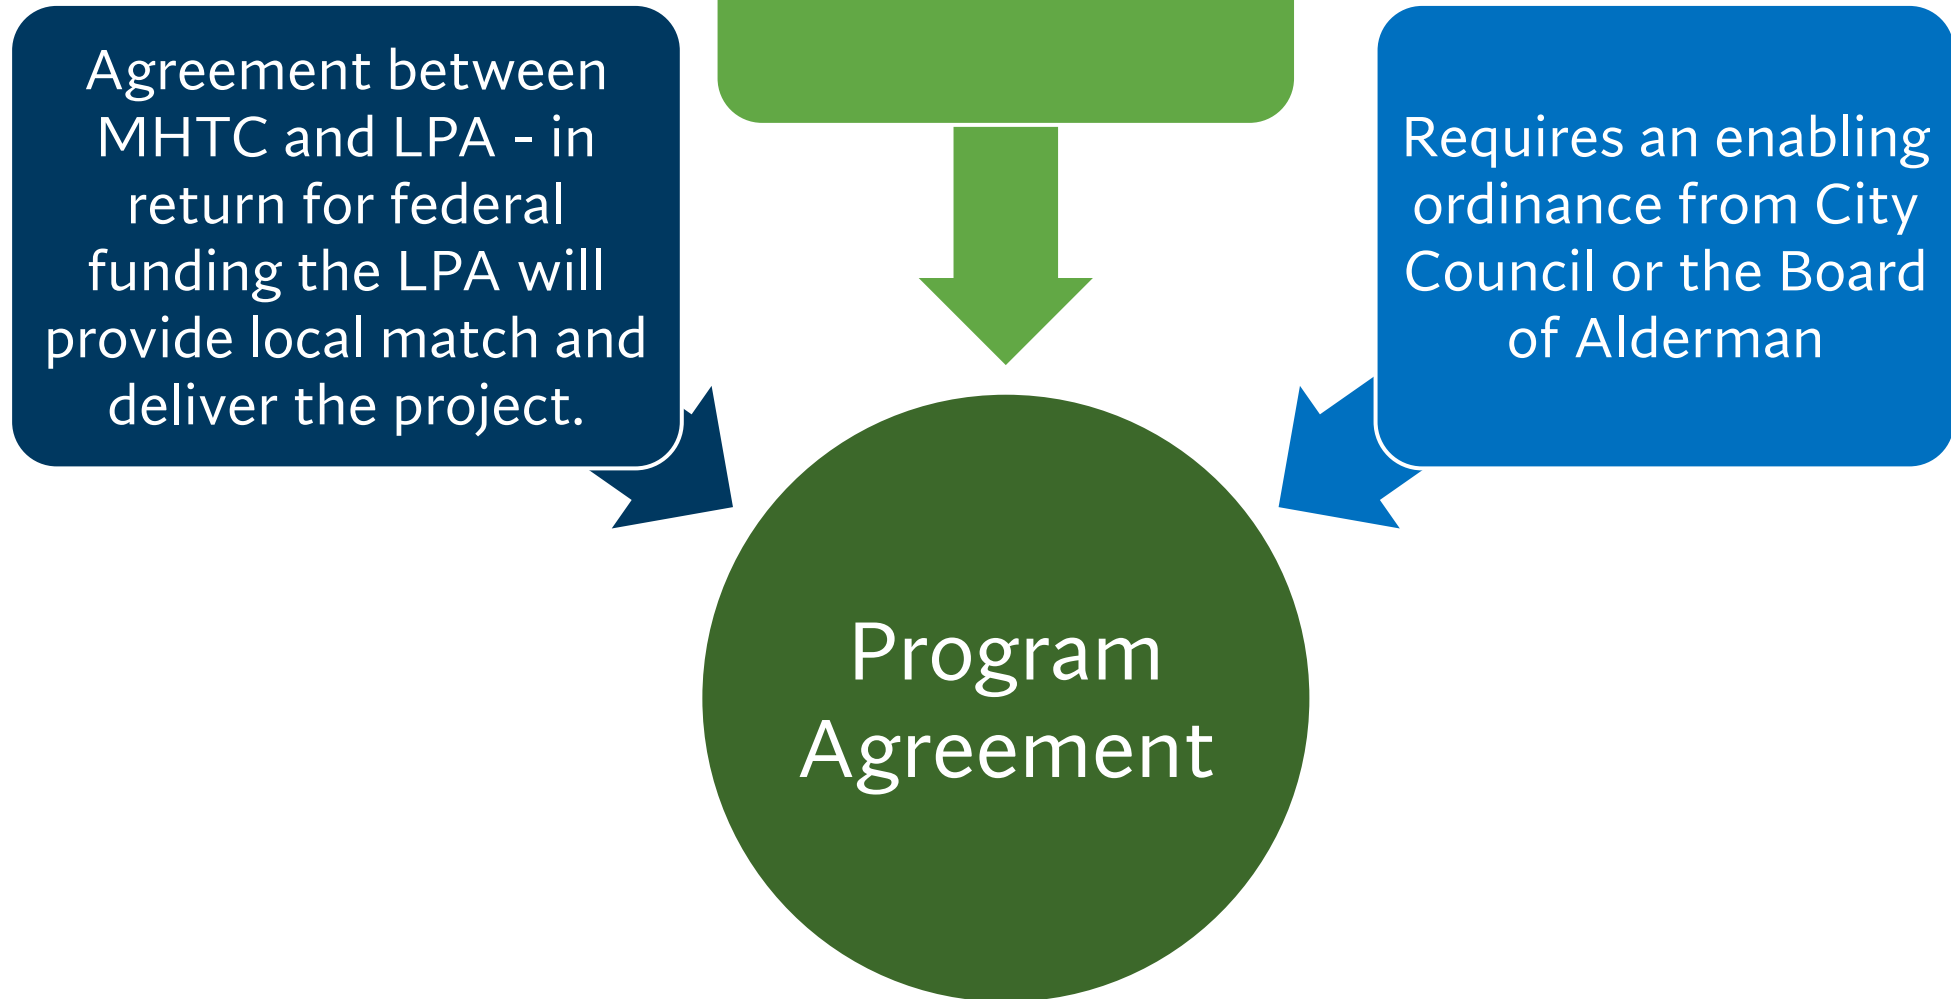 Agreement between
MHTC and LPA - in
return for federal
funding the LPA will
provide local match and
deliver the project.
Requires an enabling
ordinance from City
Council or the Board
of Alderman
Program
Agreement